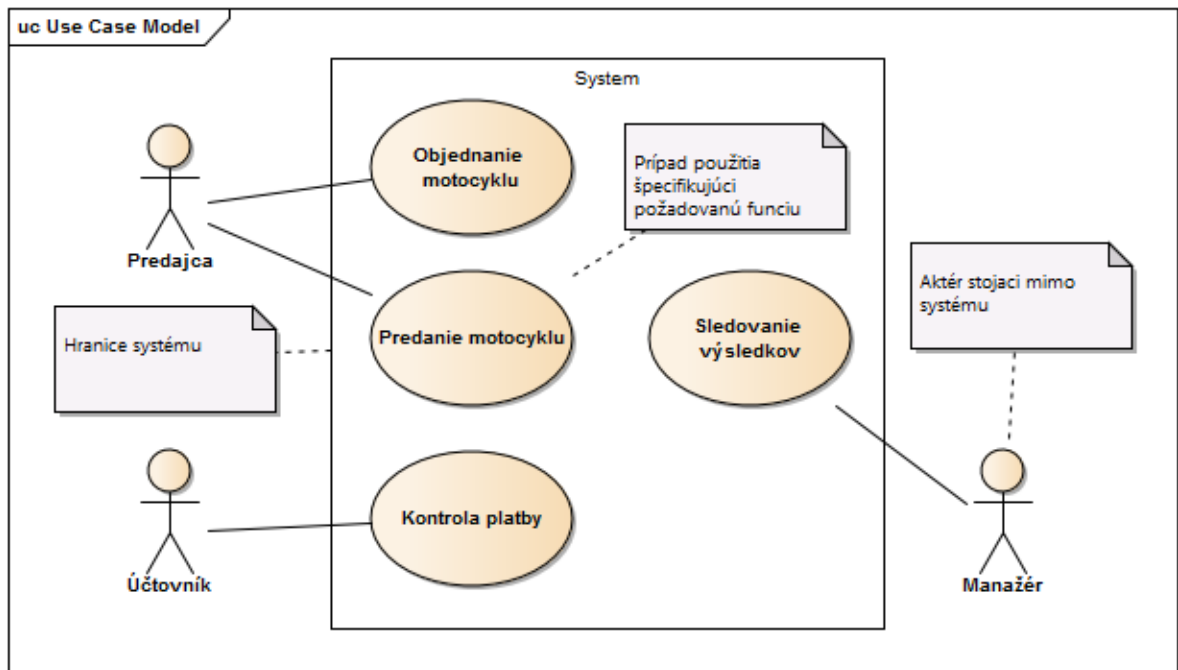 uc Use Case Model
System
Objednanie
motocyklu
Prípad použitia
špecifikujúci
požadovanú funciu
Predajca
Aktér stojaci mimo
systému
Hranice systému
Predanie motocyklu
Sledovanie
výsledkov
Kontrola platby
Účtovník
Manažér